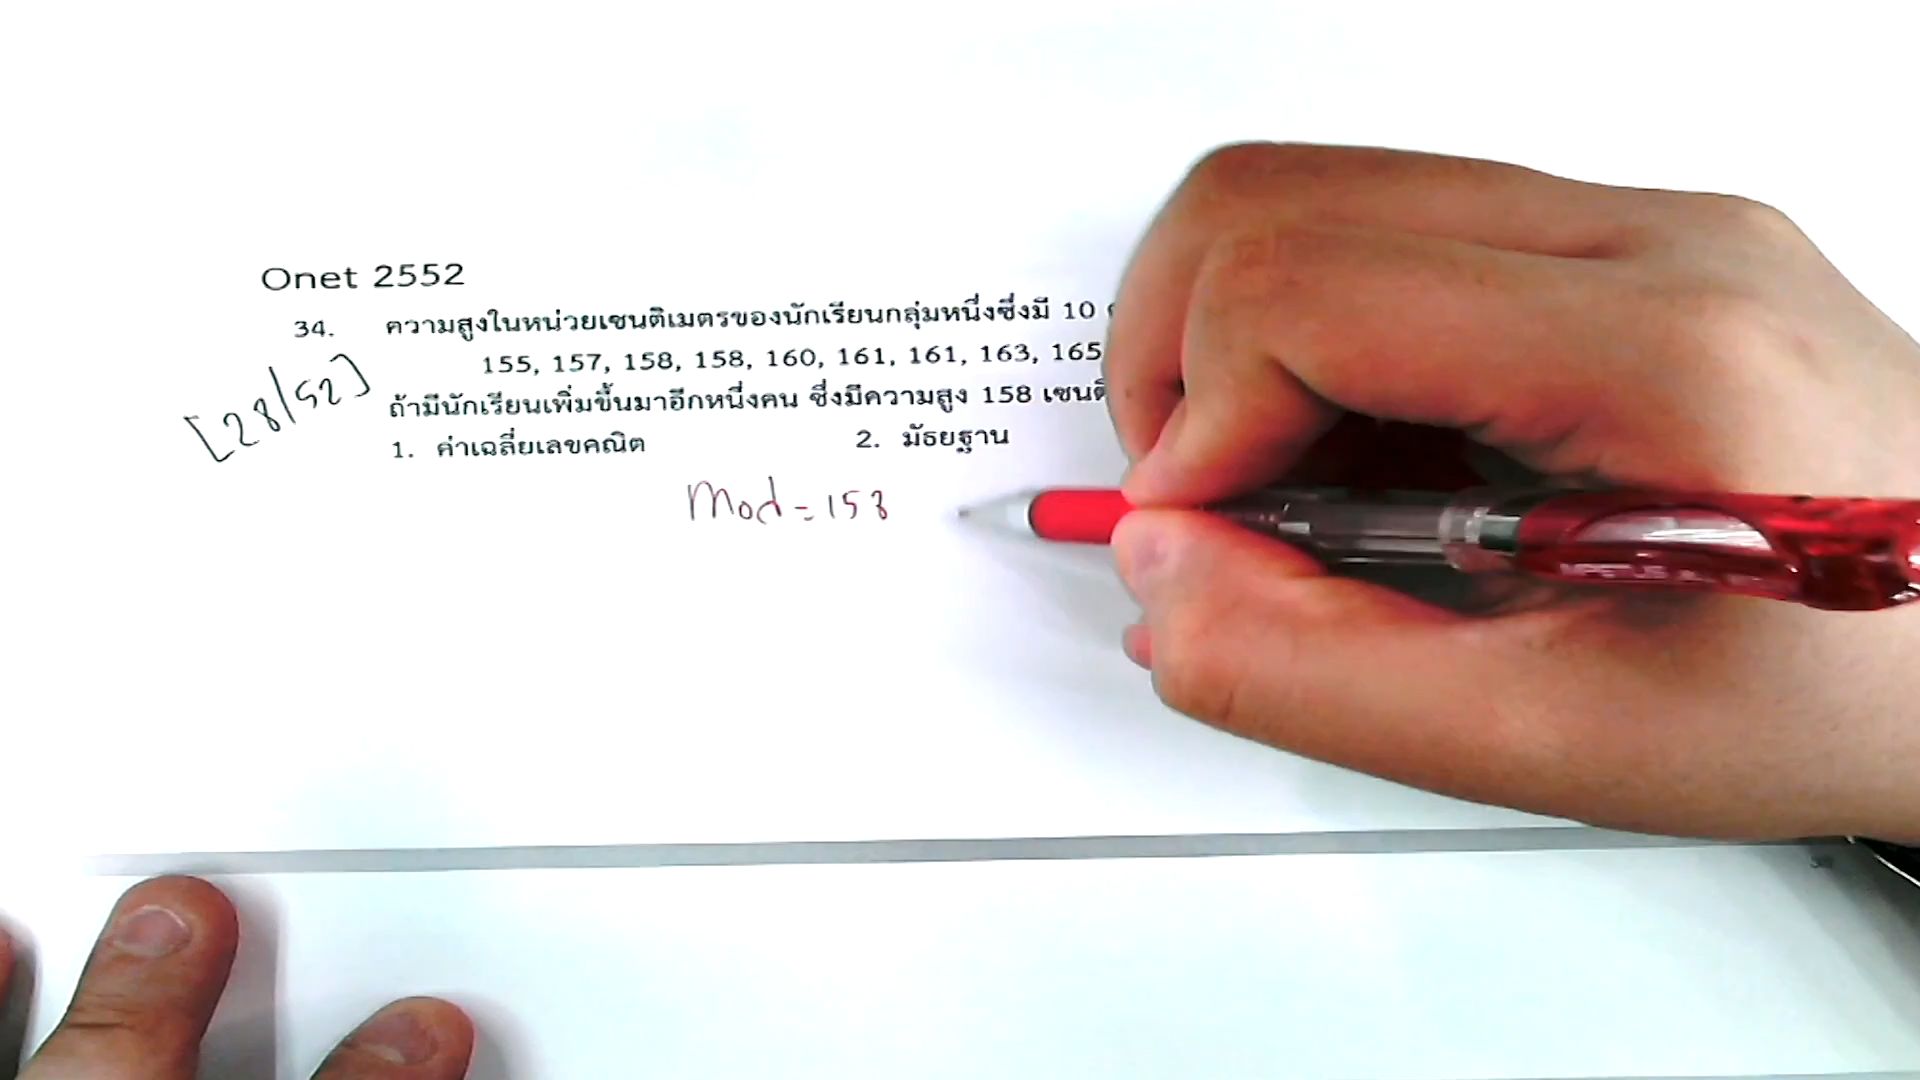 Onet 2552
34. ความสูงในหน่วยเซนติเมตรของนักเรียนกลุ่มหนึ่งซึ่งมี 10
155, 157, 158, 158, 160, 161, 161, 163, 165
[28/52]
ถ้ามีนักเรียนเพิ่มขึ้นมาอีกหนึ่งคน ซึ่งมีความสูง 158
1. ค่าเฉลี่ยเลขคณิต 2. มัธยฐาน
Mod = 158